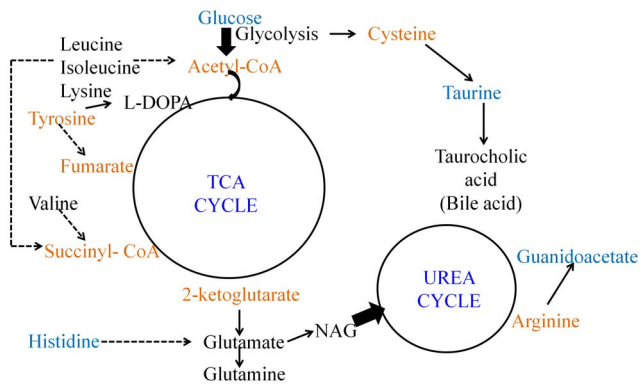 Glucose
Glycolysis
Cysteine
Leucine
Isoleucine
Lysine
Acetyl-CoA
Taurine
L-DOPA
Tyrosine
Fumarate
TCA
CYCLE
Taurocholic
acid
(Bile acid)
Valine
Succinyl- CoA
Guanidoacetate
UREA
CYCLE
2-ketoglutarate
Arginine
NAG
Histidine
Glutamate
Glutamine